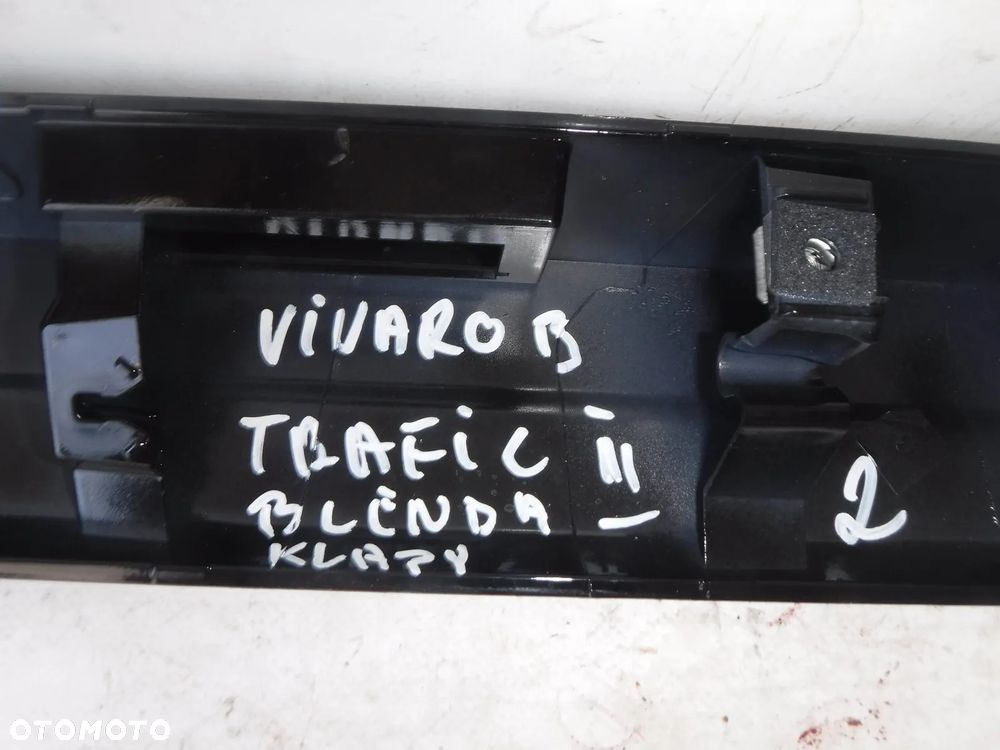 VIVARO B
TRAFIC III
BLENDA
KLAPY
2
OTOMOTO